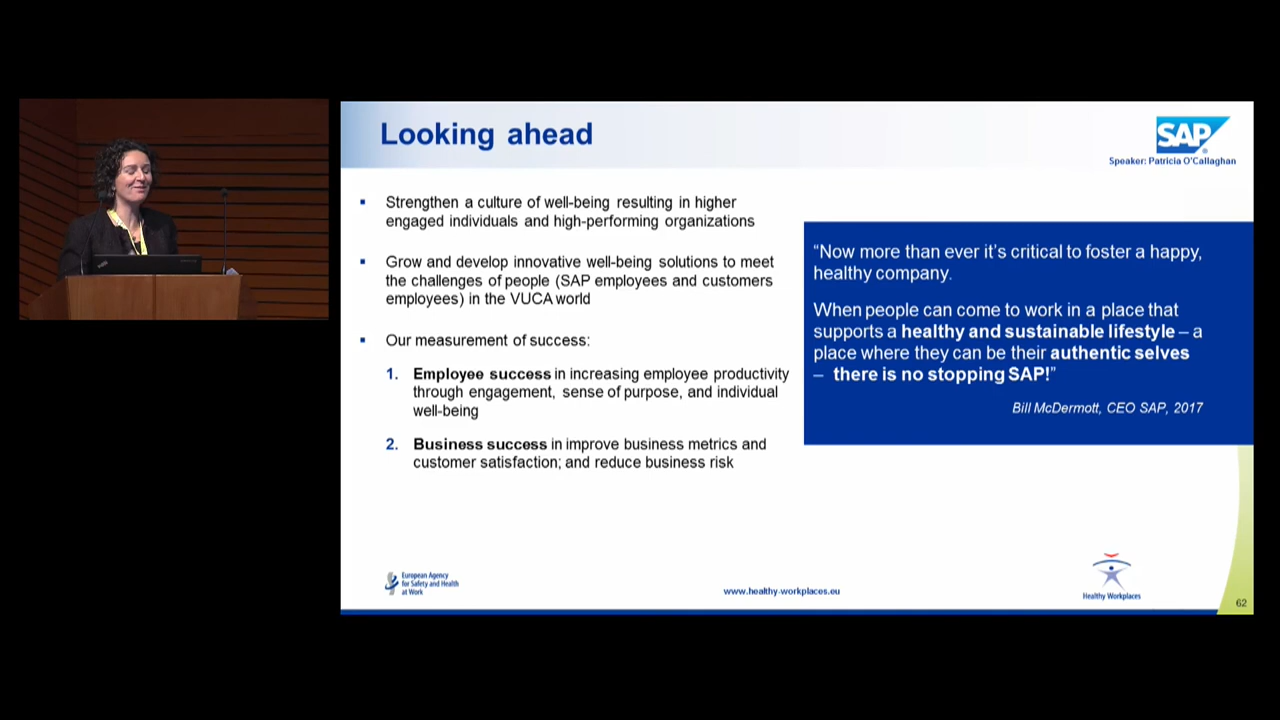 Looking ahead
SAP
Speaker: Patricia O'Callaghan
▪ Strengthen a culture of well-being resulting in higher
engaged individuals and high-performing organizations
▪ Grow and develop innovative well-being solutions to meet
the challenges of people (SAP employees and customers
employees) in the VUCA world
▪ Our measurement of success:
1. Employee success in increasing employee productivity
through engagement, sense of purpose, and individual
well-being
2. Business success in improve business metrics and
customer satisfaction; and reduce business risk
“Now more than ever it’s critical to foster a happy,
healthy company.
When people can come to work in a place that
supports a healthy and sustainable lifestyle – a
place where they can be their authentic selves
– there is no stopping SAP!”
Bill McDermott, CEO SAP, 2017
European Agency
for Safety and Health
at Work
www.healthy-workplaces.eu
Healthy Workplaces
62